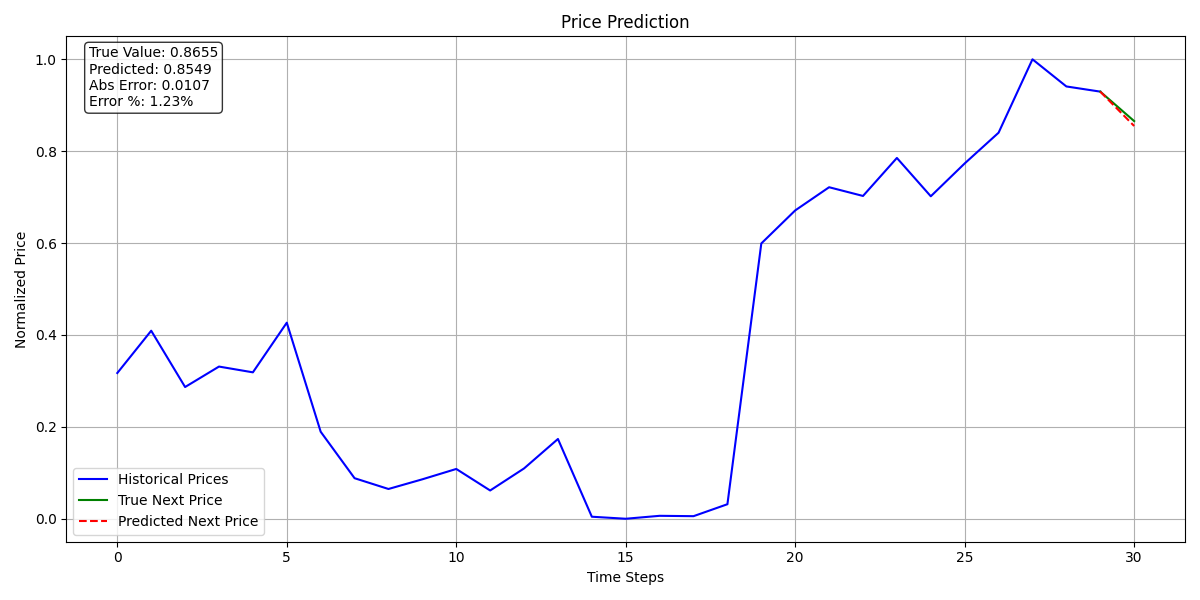 Price Prediction
True Value: 0.8655
Predicted: 0.8549
Abs Error: 0.0107
Error %: 1.23%
1.0
0.8
0.6
0.4
0.2
0.0
Normalized Price
Historical Prices
True Next Price
Predicted Next Price
0 5 10 15 20 25 30
Time Steps